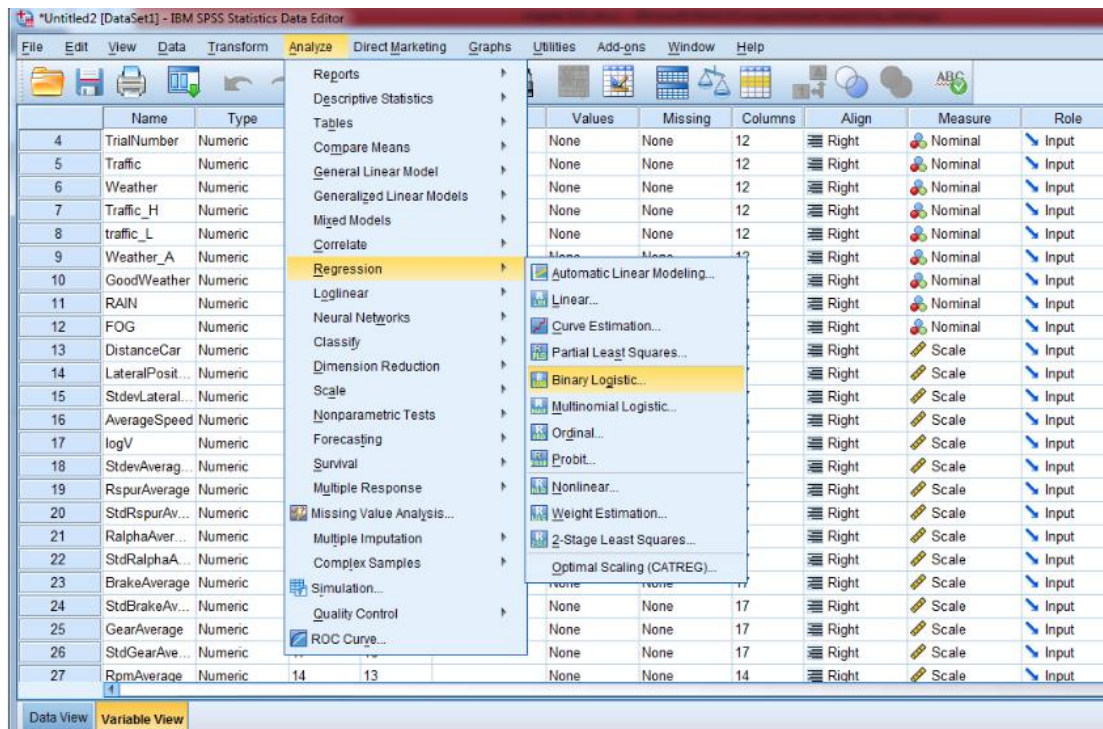 *Untitled2 [DataSet1] - IBM SPSS Statistics Data Editor
File Edit View Data Transform Analyze Direct Marketing Graphs Utilities Add-ons Window Help
Reports
Descriptive Statistics
Tables
Compare Means
General Linear Model
Generalized Linear Models
Mixed Models
Correlate
Regression
Loglinear
Neural Networks
Classify
Dimension Reduction
Scale
Nonparametric Tests
Forecasting
Survival
Multiple Response
Missing Value Analysis...
Multiple Imputation
Complex Samples
Simulation...
Quality Control
ROC Curve...
Automatic Linear Modeling...
Linear...
Curve Estimation...
Partial Least Squares...
Binary Logistic...
Multinomial Logistic...
Ordinal...
Probit...
Nonlinear...
Weight Estimation...
2-Stage Least Squares...
Optimal Scaling (CATREG)...
Name Type Values Missing Columns Align Measure Role
4 TrialNumber Numeric None None 12 Right Nominal Input
5 Traffic Numeric None None 12 Right Nominal Input
6 Weather Numeric None None 12 Right Nominal Input
7 Traffic_H Numeric None None 12 Right Nominal Input
8 traffic_L Numeric None None 12 Right Nominal Input
9 Weather_A Numeric None None 12 Right Nominal Input
10 GoodWeather Numeric Right Nominal Input
11 RAIN Numeric Right Nominal Input
12 FOG Numeric Right Nominal Input
13 DistanceCar Numeric Right Scale Input
14 LateralPosit... Numeric Right Scale Input
15 StdevLateral... Numeric Right Scale Input
16 AverageSpeed Numeric Right Scale Input
17 logV Numeric Right Scale Input
18 StdevAverag... Numeric Right Scale Input
19 RspurAverage Numeric Right Scale Input
20 StdRspurAv... Numeric Right Scale Input
21 RalphaAver... Numeric Right Scale Input
22 StdRalphaA... Numeric Right Scale Input
23 BrakeAverage Numeric None None 17 Right Scale Input
24 StdBrakeAv... Numeric None None 17 Right Scale Input
25 GearAverage Numeric None None 17 Right Scale Input
26 StdGearAve... Numeric None None 17 Right Scale Input
27 RpmAverage Numeric 14 13 None None 14 Right Scale Input
Data View Variable View